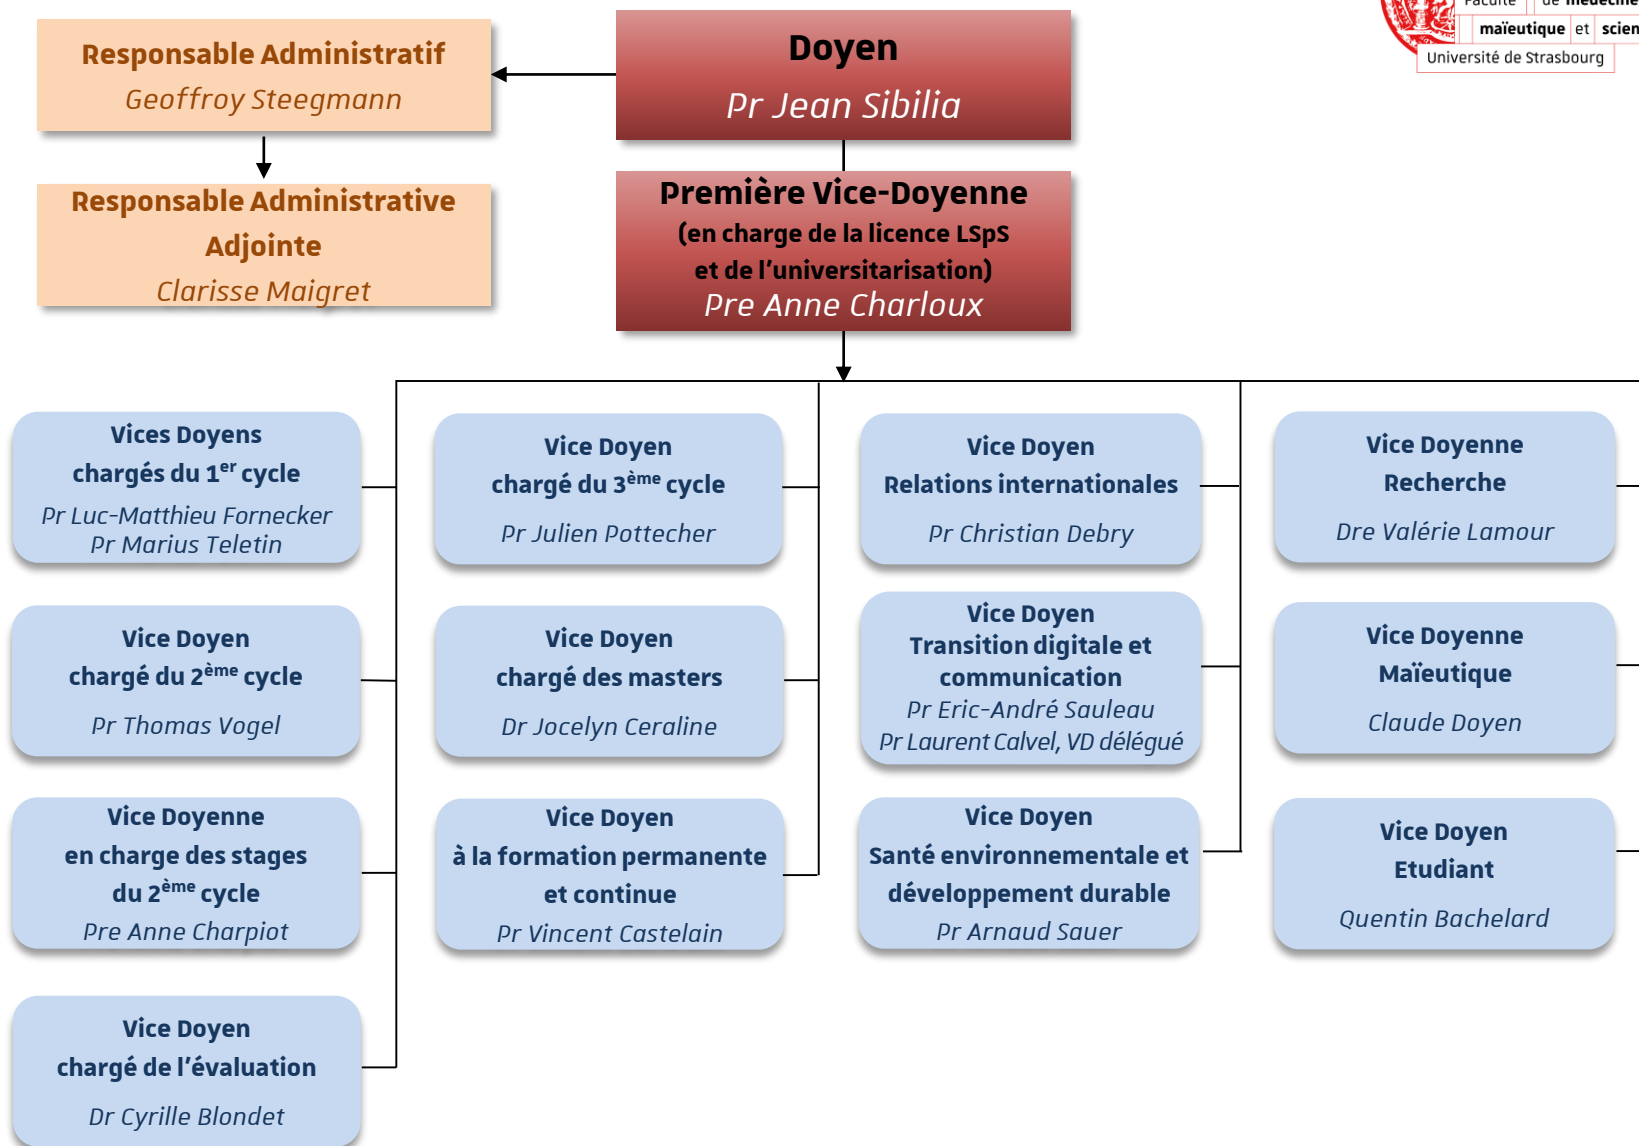 Faculté de médecine
maïeutique et scien
Université de Strasbourg
Responsable Administratif
Geoffroy Steegmann
Doyen
Pr Jean Sibilia
Responsable Administrative
Adjointe
Clarisse Maigret
Première Vice-Doyenne
(en charge de la licence LSpS
et de l'universitarisation)
Pre Anne Charloux
Vices Doyens
chargés du 1er cycle
Pr Luc-Matthieu Fornecker
Pr Marius Teletin
Vice Doyen
chargé du 3ème cycle
Pr Julien Pottecher
Vice Doyen
Relations internationales
Pr Christian Debry
Vice Doyenne
Recherche
Dre Valérie Lamour
Vice Doyen
chargé du 2ème cycle
Pr Thomas Vogel
Vice Doyen
chargé des masters
Dr Jocelyn Ceraline
Vice Doyen
Transition digitale et
communication
Pr Eric-André Sauleau
Pr Laurent Calvel, VD délégué
Vice Doyenne
Maïeutique
Claude Doyen
Vice Doyenne
en charge des stages
du 2ème cycle
Pre Anne Charpiot
Vice Doyen
à la formation permanente
et continue
Pr Vincent Castelain
Vice Doyen
Santé environnementale et
développement durable
Pr Arnaud Sauer
Vice Doyen
Etudiant
Quentin Bachelard
Vice Doyen
chargé de l'évaluation
Dr Cyrille Blondet